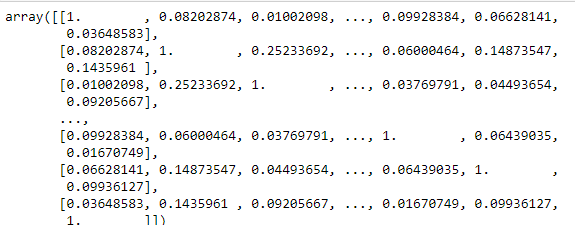 array([[1.        , 0.08202874, 0.01002098, ..., 0.09928384, 0.06628141,
        0.03648583],
       [0.08202874, 1.        , 0.25233692, ..., 0.06000464, 0.14873547,
        0.1435961 ],
       [0.01002098, 0.25233692, 1.        , ..., 0.03769791, 0.04493654,
        0.09205667],
       ...,
       [0.09928384, 0.06000464, 0.03769791, ..., 1.        , 0.06439035,
        0.01670749],
       [0.06628141, 0.14873547, 0.04493654, ..., 0.06439035, 1.        ,
        0.09936127],
       [0.03648583, 0.1435961 , 0.09205667, ..., 0.01670749, 0.09936127,
        1.        ]])